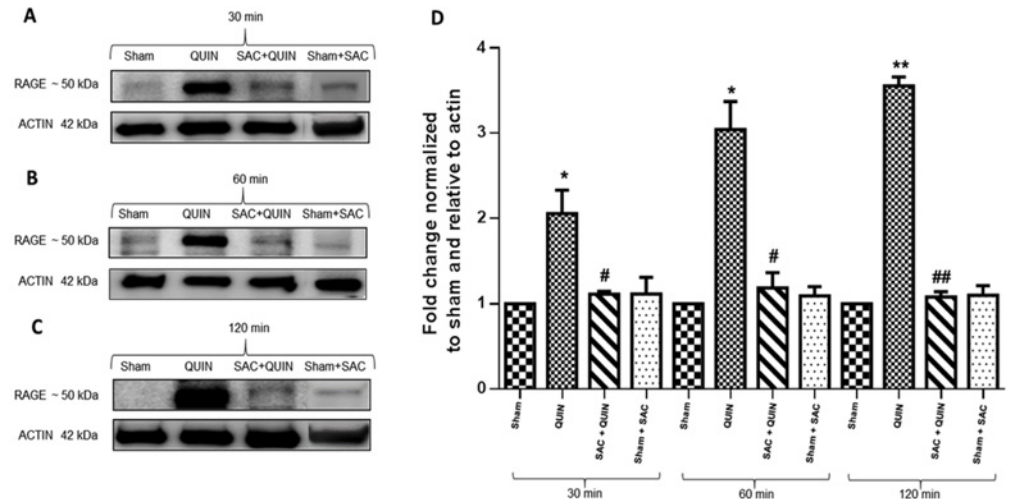 A
30 min
Sham QUIN SAC+QUIN Sham+SAC
RAGE ~ 50 kDa
ACTIN 42 kDa
B
60 min
Sham QUIN SAC+QUIN Sham+SAC
RAGE ~ 50 kDa
ACTIN 42 kDa
C
120 min
Sham QUIN SAC+QUIN Sham+SAC
RAGE ~ 50 kDa
ACTIN 42 kDa
D
Fold change normalized
to sham and relative to actin
4
3
2
1
0
*
#
*
#
**
##
Sham
QUIN
SAC + QUIN
Sham + SAC
Sham
QUIN
SAC + QUIN
Sham + SAC
Sham
QUIN
SAC + QUIN
Sham + SAC
30 min
60 min
120 min